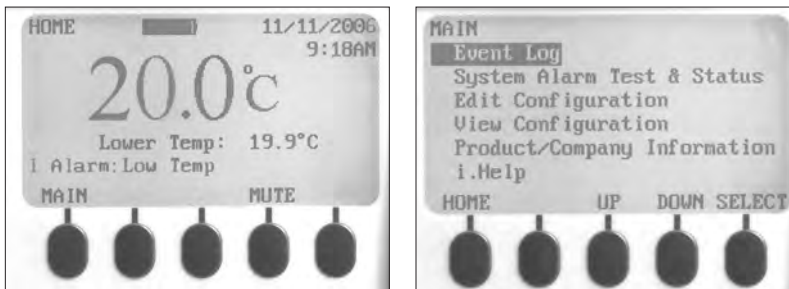 HOME 11/11/2006
9:18AM
20.0°C
Lower Temp: 19.9°C
1 Alarm:Low Temp
MAIN MUTE
MAIN
Event Log
System Alarm Test & Status
Edit Configuration
View Configuration
Product/Company Information
i.Help
HOME UP DOWN SELECT